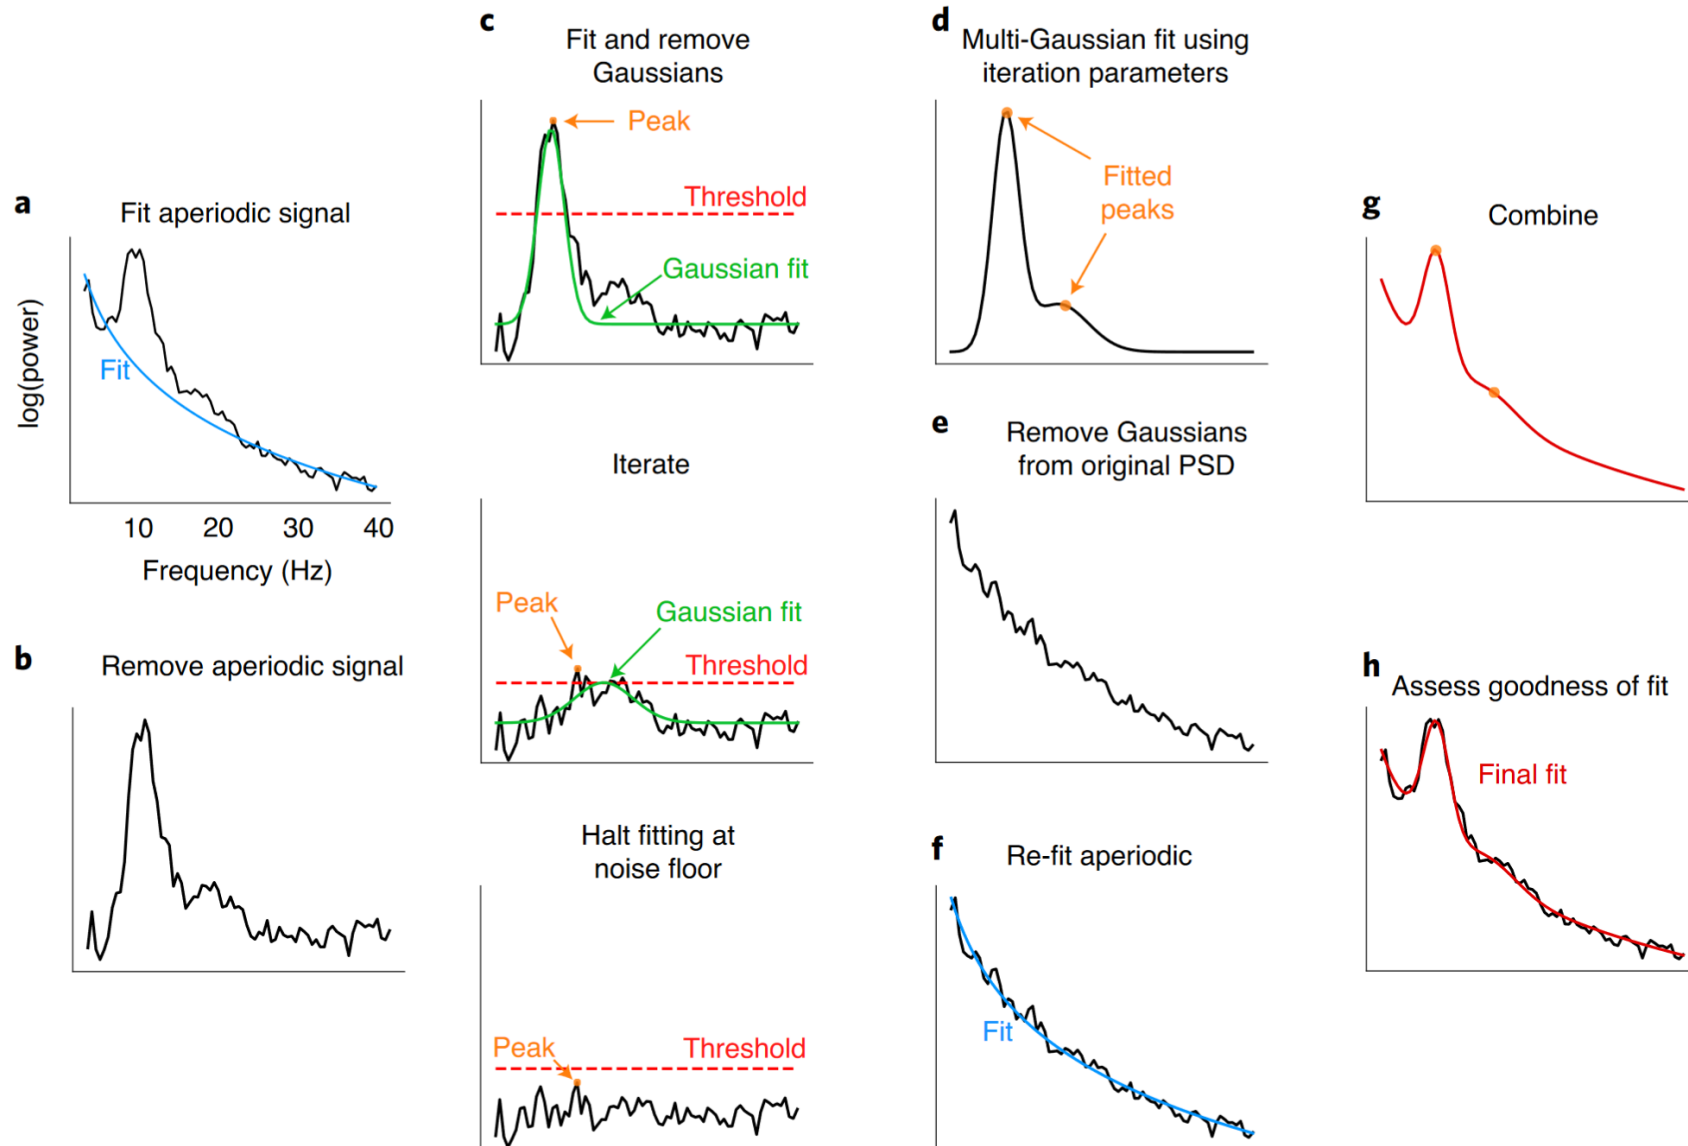 a
Fit aperiodic signal
log(power)
Fit
10 20 30 40
Frequency (Hz)
b
Remove aperiodic signal
c
Fit and remove
Gaussians
Peak
Threshold
Gaussian fit
Iterate
Peak
Gaussian fit
Threshold
Halt fitting at
noise floor
Peak
Threshold
d
Multi-Gaussian fit using
iteration parameters
Fitted
peaks
e
Remove Gaussians
from original PSD
f
Re-fit aperiodic
Fit
g
Combine
h
Assess goodness of fit
Final fit